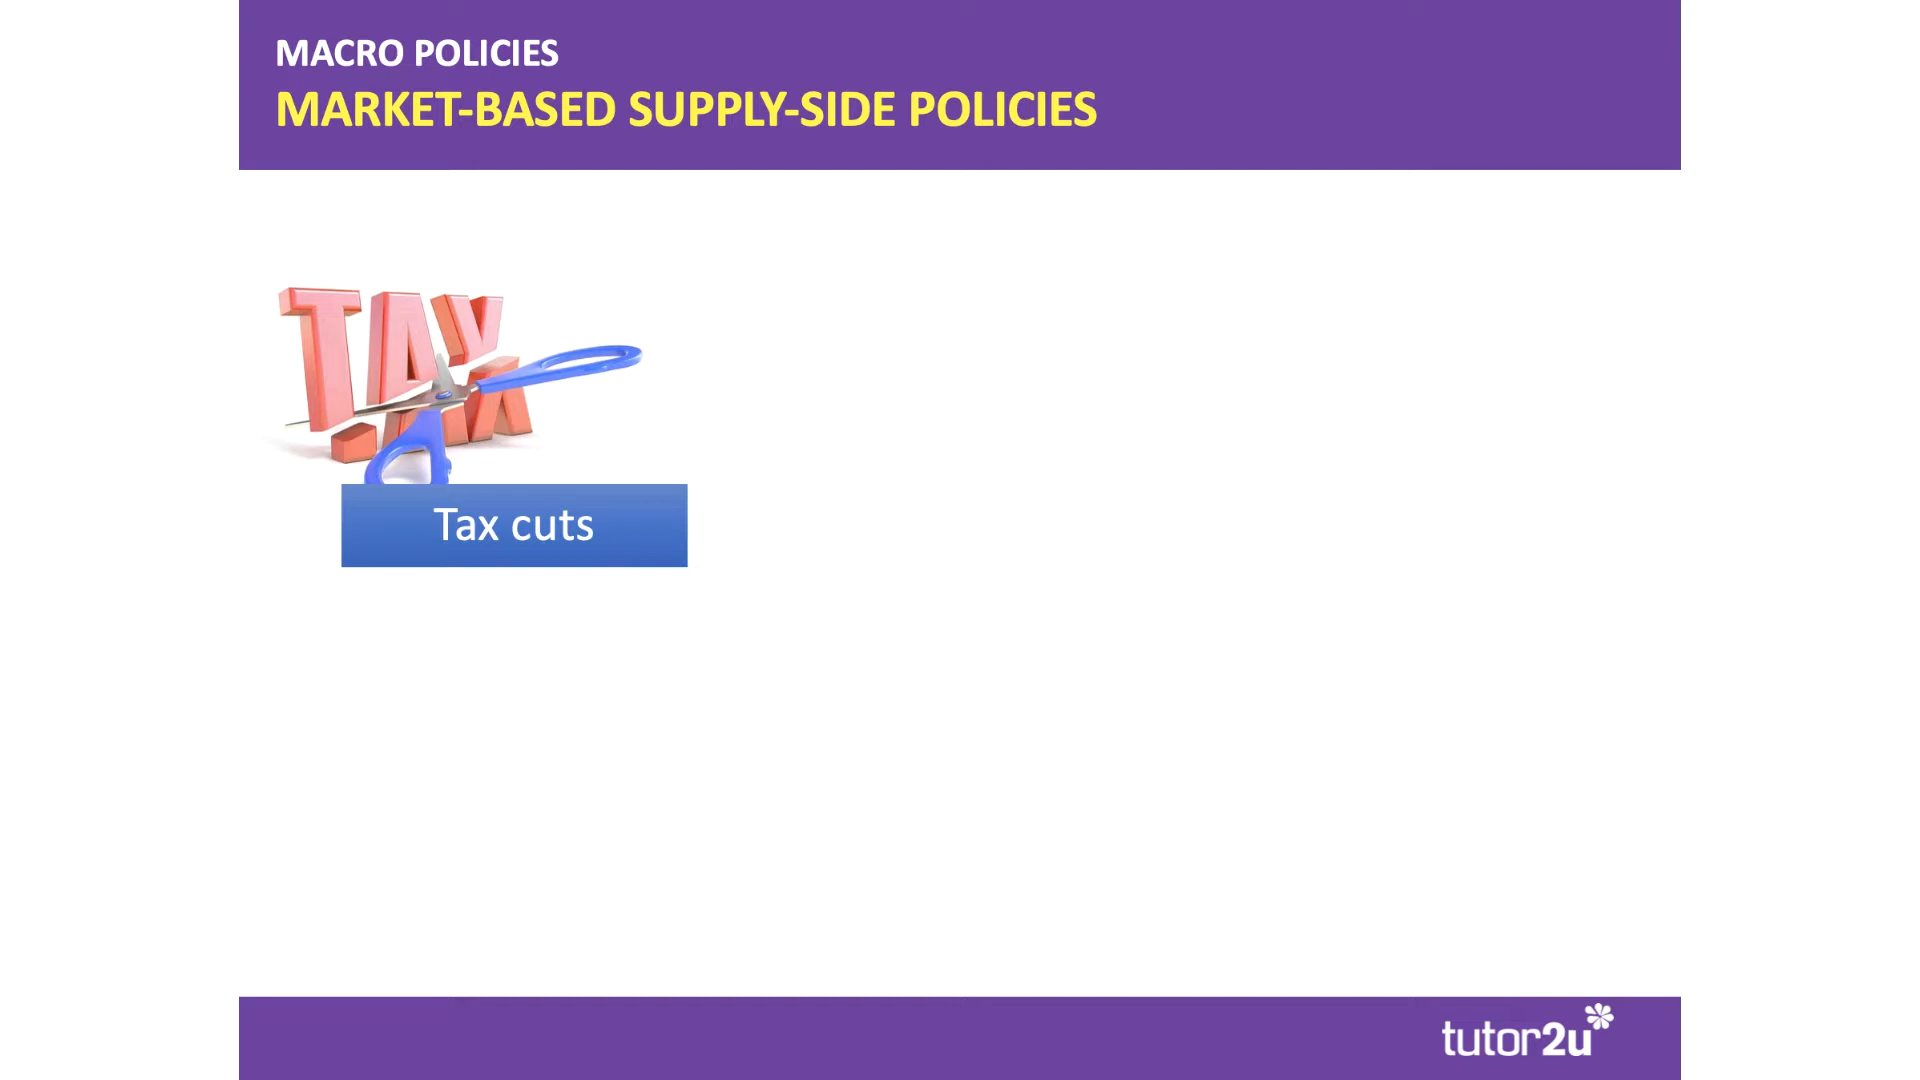 MACRO POLICIES
MARKET-BASED SUPPLY-SIDE POLICIES
TAX
Tax cuts
tutor2u